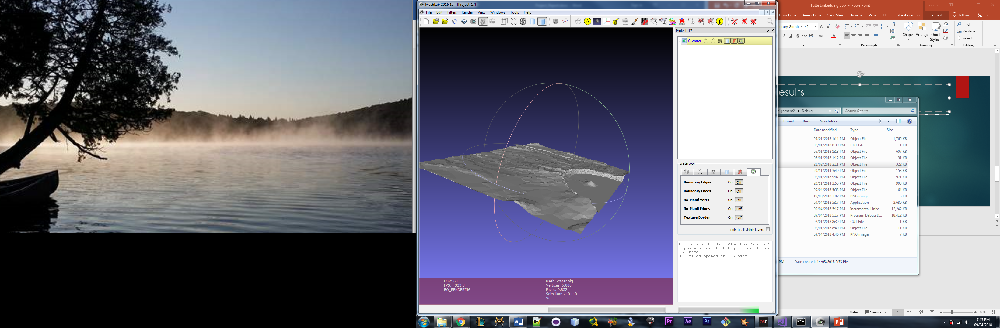 MeshLab 2016.12 - [Project_17]
File Edit Filters Render View Windows Tools Help
Project_17
0 crater
crater.obj
Boundary Edges On Off
Boundary Faces On Off
No-Manif Verts On Off
No-Manif Edges On Off
Texture Border On Off
apply to all visible layers
Opened mesh C:/Users/The Boss/source/
repos/Assignment2/Debug/crater.obj in
152 msec
All files opened in 165 msec
FOV: 60
FPS: 333.3
BO_RENDERING
Mesh: crater.obj
Vertices: 5,000
Faces: 9,852
Selection: v: 0 f: 0
VC
Tutte Embedding.pptx - PowerPoint
Sign in
Transitions Animations Slide Show Review View Help Storyboarding Format Tell me Share
entury Gothic 42
I U S abc AV Aa A
Font
Paragraph
Shapes Arrange Quick
Styles
Drawing
Find
Replace
Select
Editing
esults
signment2 Debug
Search Debug
E-mail Burn New folder
Date modified Type Size
05/01/2018 1:14 PM Object File 1,765 KB
02/01/2018 8:39 PM CUT File 1 KB
05/01/2018 1:13 PM Object File 607 KB
05/01/2018 1:12 PM Object File 191 KB
21/02/2018 2:11 PM Object File 322 KB
20/11/2014 3:49 PM Object File 158 KB
02/01/2018 9:07 PM Object File 971 KB
20/11/2014 3:50 PM Object File 908 KB
09/04/2018 5:38 PM Object File 164 KB
19/03/2018 3:02 PM PNG image 6 KB
09/04/2018 5:17 PM Application 2,689 KB
09/04/2018 5:17 PM Incremental Linke... 12,242 KB
09/04/2018 5:17 PM Program Debug D... 18,412 KB
02/01/2018 8:39 PM CUT File 1 KB
02/01/2018 8:40 PM Object File 11 KB
09/04/2018 4:46 PM PNG image 7 KB
PM Date created: 14/03/2018 5:33 PM
Notes Comments 60%
Pr Ae Ps OSB
7:43 PM
09/04/2018